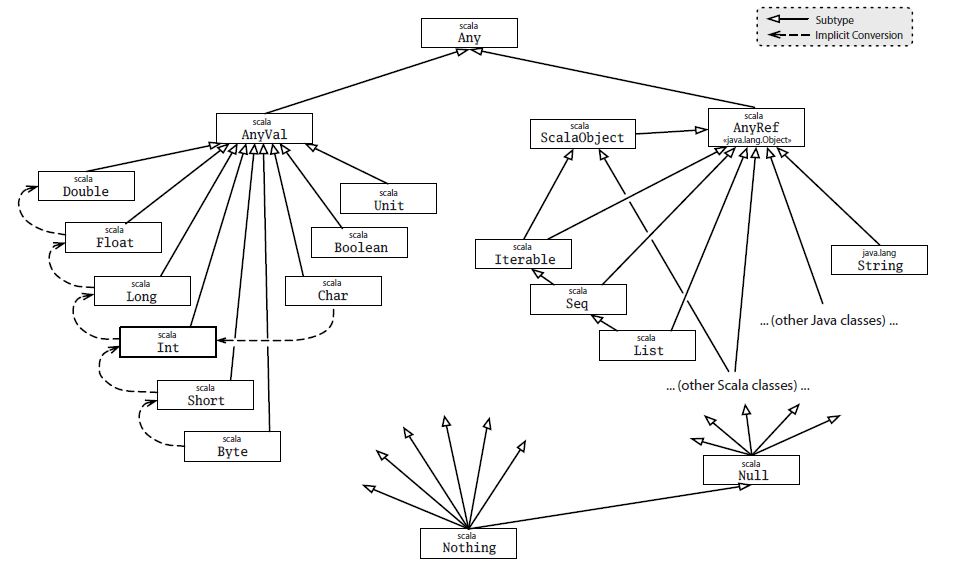 scala
Any
Subtype
Implicit Conversion
scala
AnyVal
scala
ScalaObject
scala
AnyRef
«java.lang.Object»
scala
Double
scala
Unit
scala
Float
scala
Boolean
scala
Iterable
java.lang
String
scala
Long
scala
Char
scala
Seq
... (other Java classes) ...
scala
Int
scala
List
scala
Short
... (other Scala classes) ...
scala
Byte
scala
Null
scala
Nothing